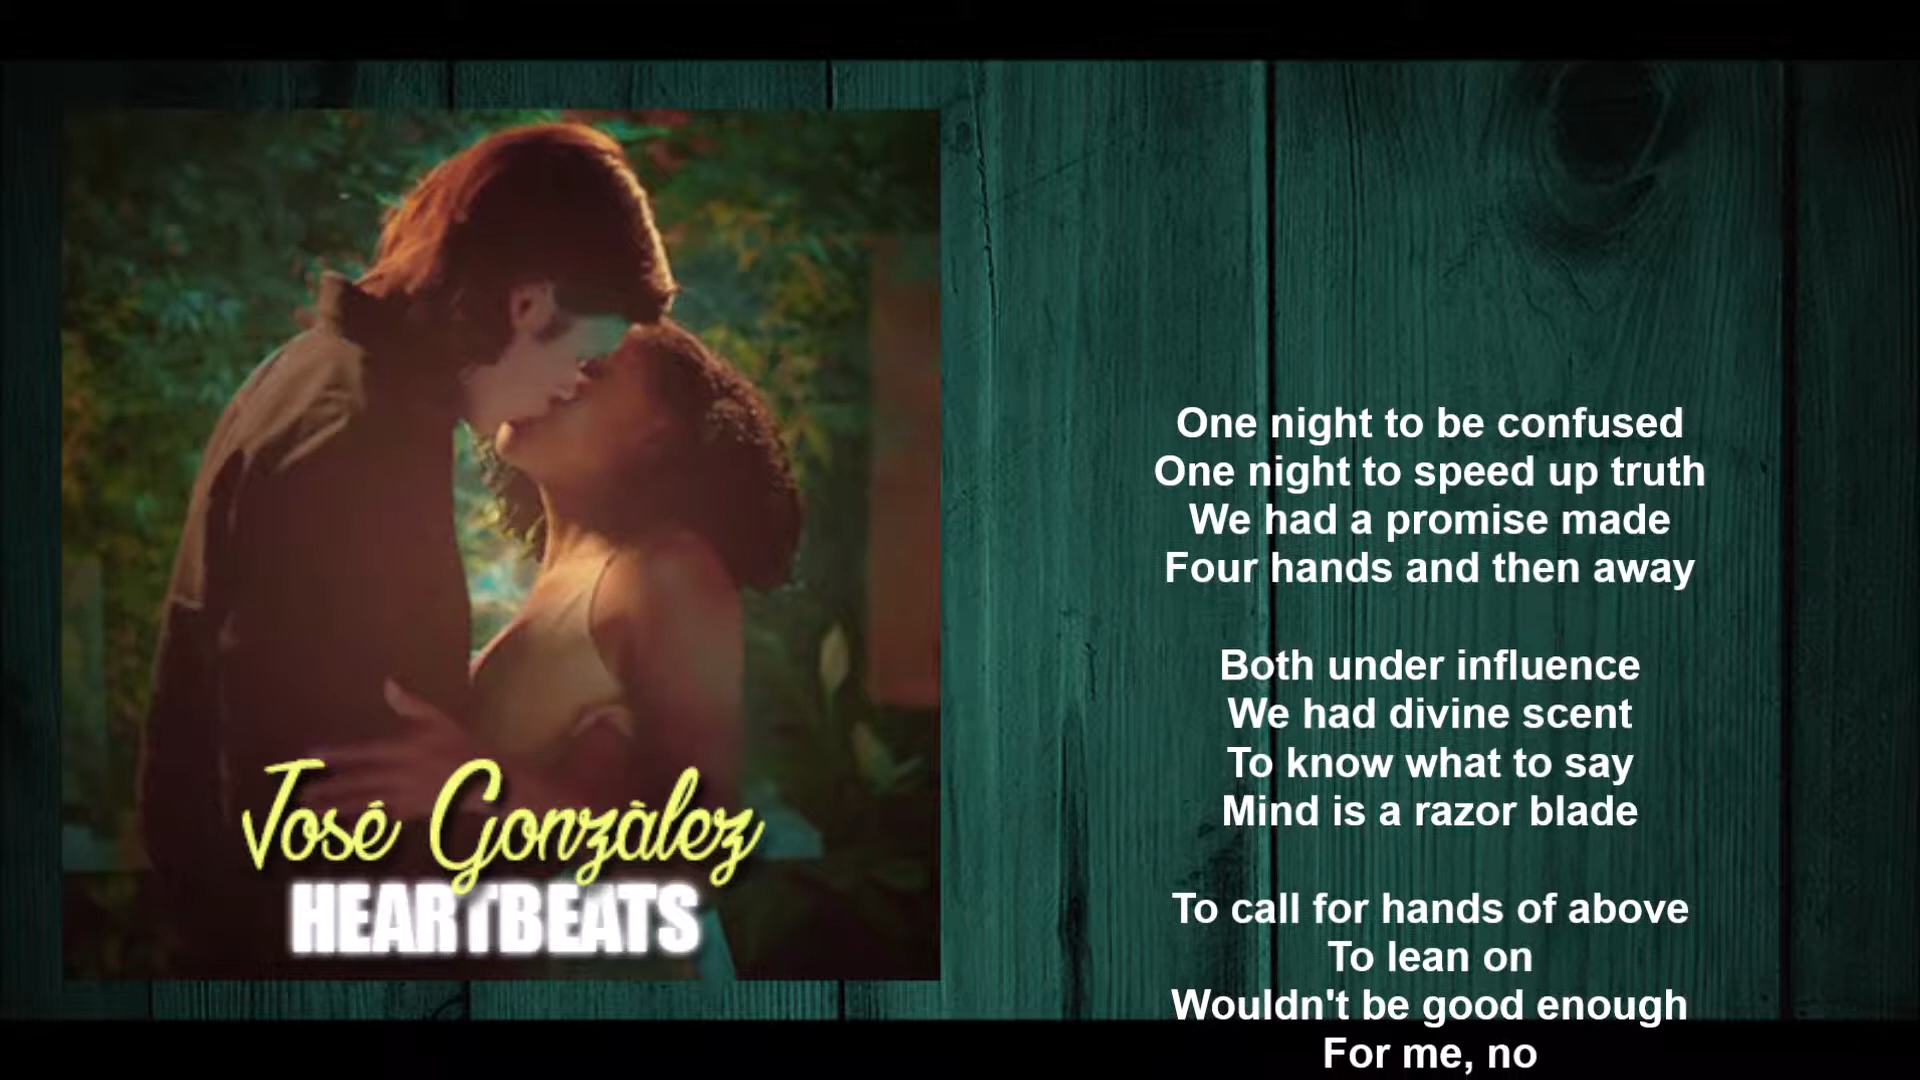 José Gonzàlez
HEARTBEATS
One night to be confused
One night to speed up truth
We had a promise made
Four hands and then away
Both under influence
We had divine scent
To know what to say
Mind is a razor blade
To call for hands of above
To lean on
Wouldn't be good enough
For me, no